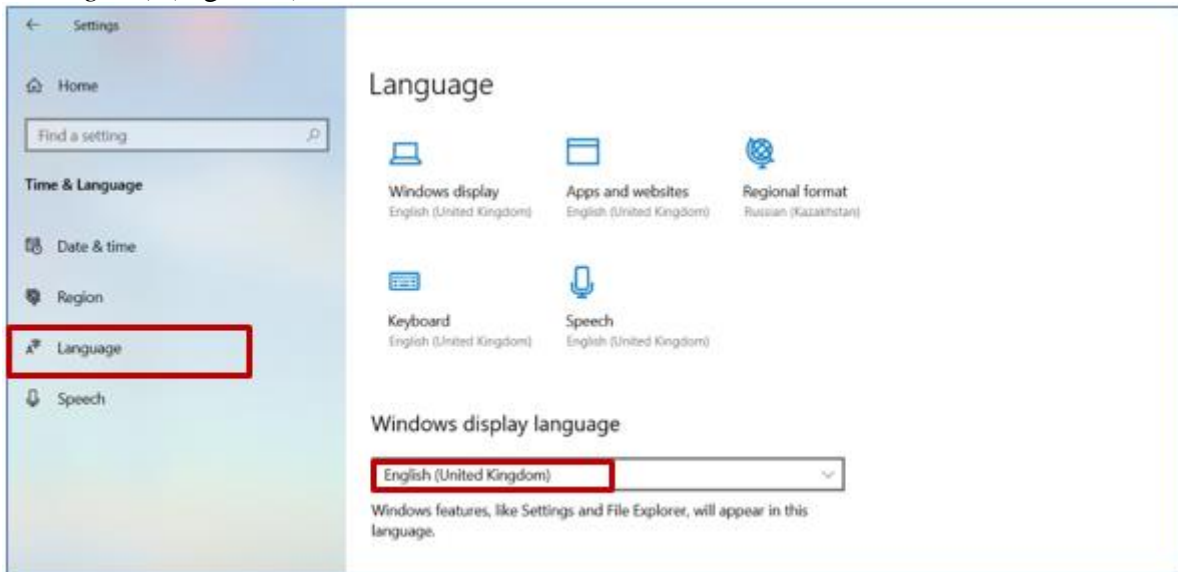 Settings
Home
Find a setting
Time & Language
Date & time
Region
Language
Speech
Language
Windows display
English (United Kingdom)
Apps and websites
English (United Kingdom)
Regional format
Russian (Kazakhstan)
Keyboard
English (United Kingdom)
Speech
English (United Kingdom)
Windows display language
English (United Kingdom)
Windows features, like Settings and File Explorer, will appear in this
language.